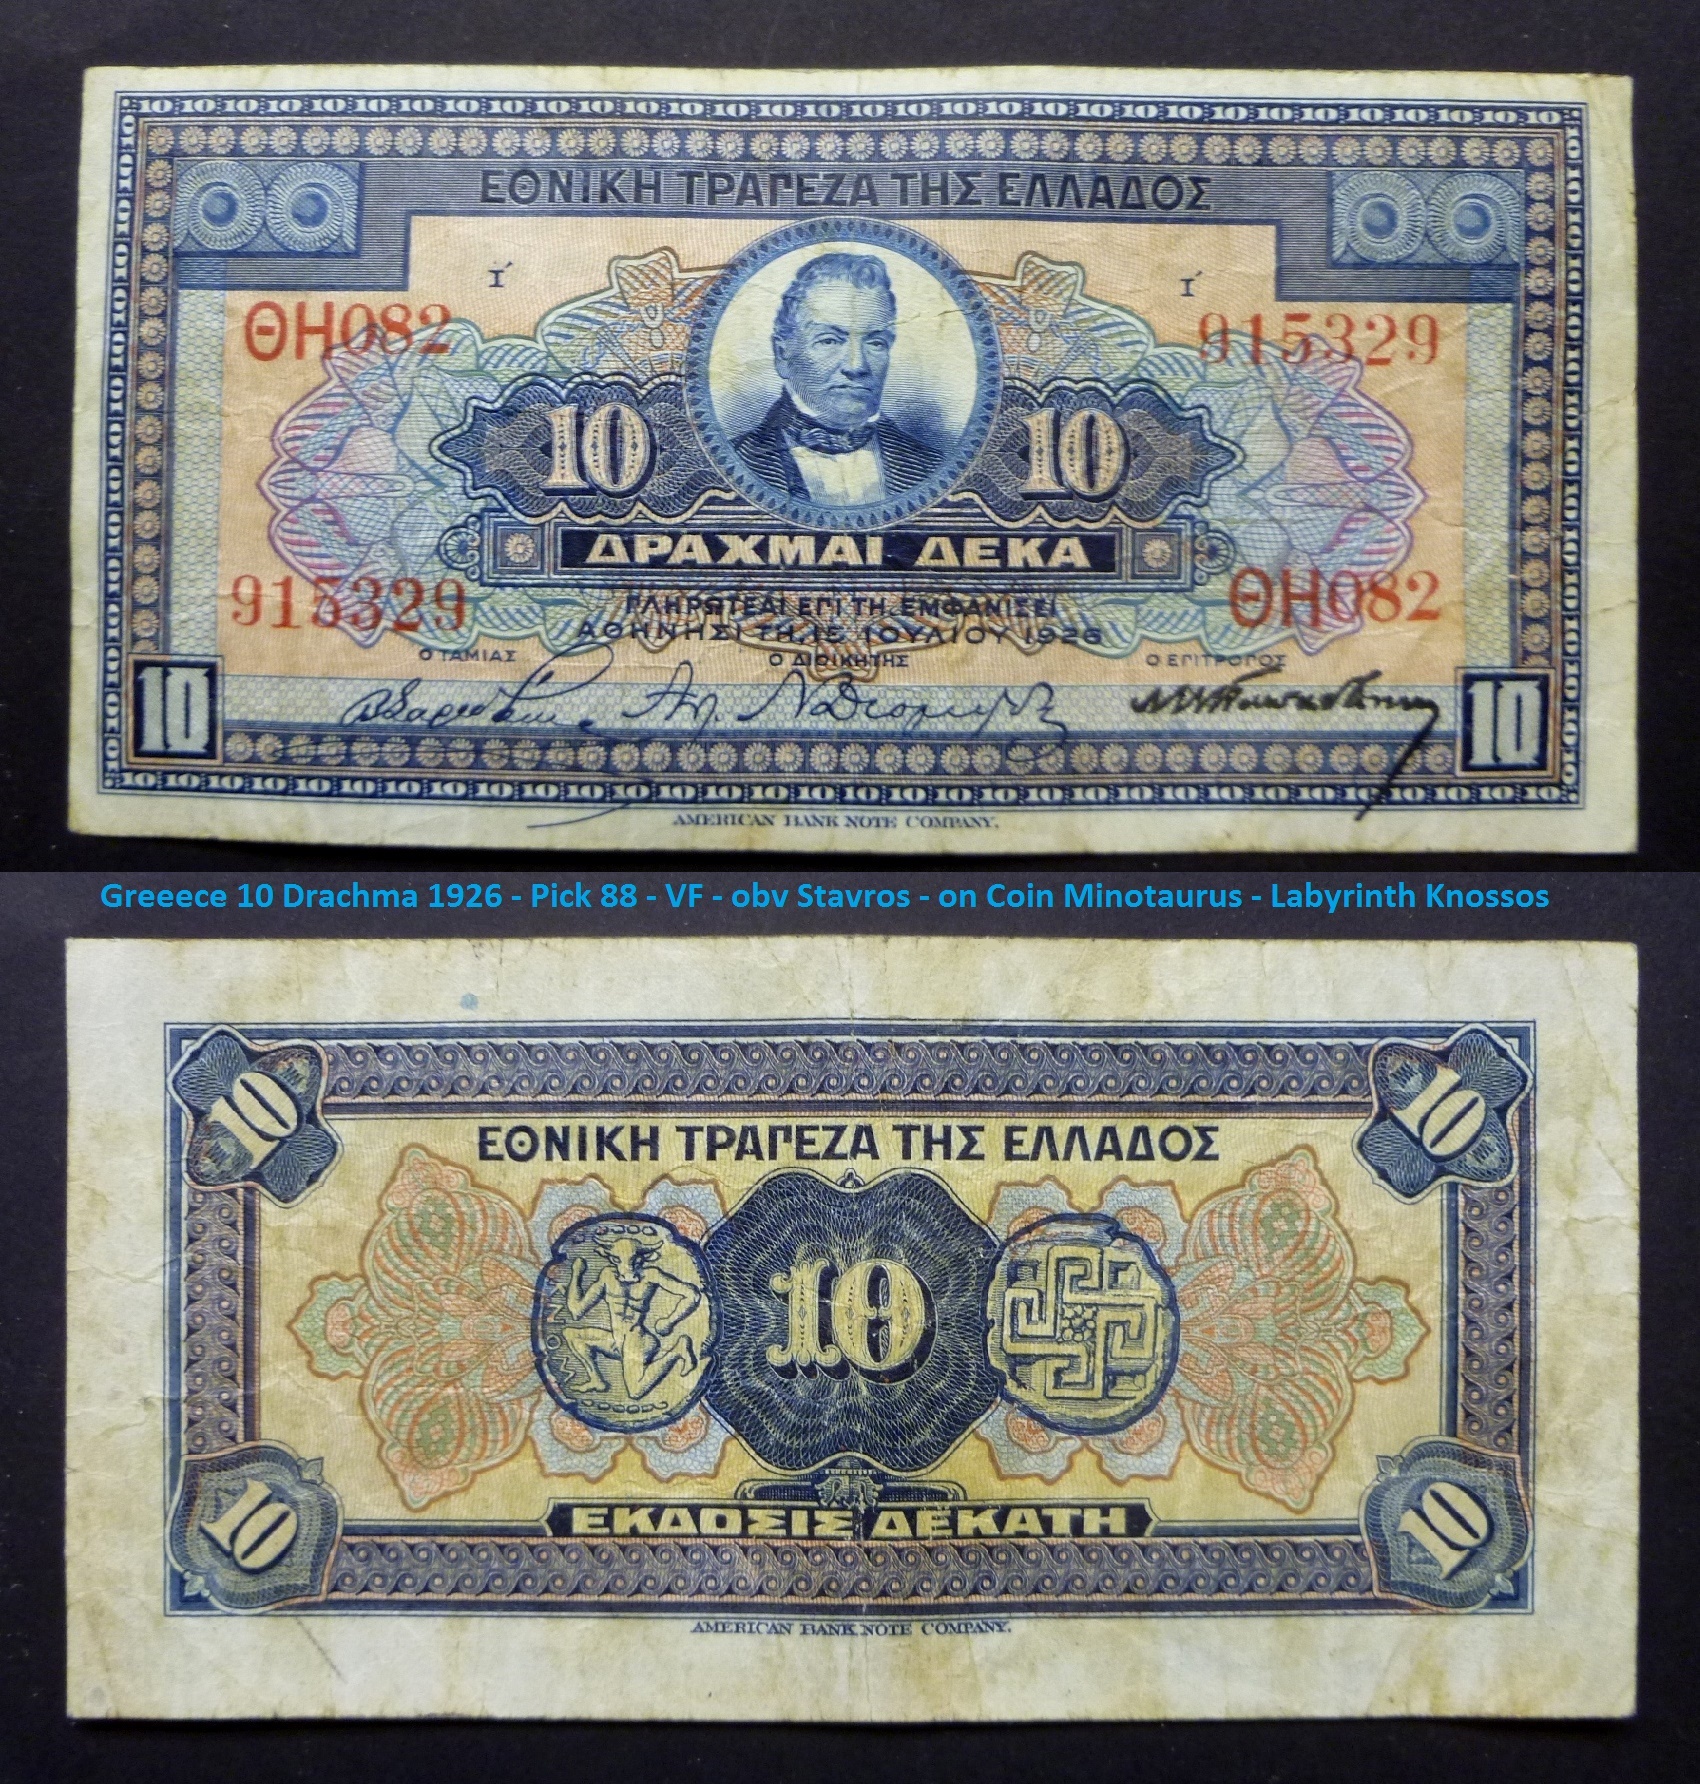 ΕΘΝΙΚΗ ΤΡΑΠΕΖΑ ΤΗΣ ΕΛΛΑΔΟΣ
Ι΄ Ι΄
ΘΗ082 915329
10 10
ΔΡΑΧΜΑΙ ΔΕΚΑ
915329 ΘΗ082
ΠΛΗΡΩΤΕΑΙ ΕΠΙ ΤΗ ΕΜΦΑΝΙΣΕΙ
ΑΘΗΝΗΣΙ ΤΗ 15 ΙΟΥΛΙΟΥ 1926
Ο ΤΑΜΙΑΣ Ο ΔΙΟΙΚΗΤΗΣ Ο ΕΠΙΤΡΟΠΟΣ
10 10
AMERICAN BANK NOTE COMPANY.
Greeece 10 Drachma 1926 - Pick 88 - VF - obv Stavros - on Coin Minotaurus - Labyrinth Knossos
10 10
ΕΘΝΙΚΗ ΤΡΑΠΕΖΑ ΤΗΣ ΕΛΛΑΔΟΣ
10
ΕΚΔΟΣΙΣ ΔΕΚΑΤΗ
10 10
AMERICAN BANK NOTE COMPANY.